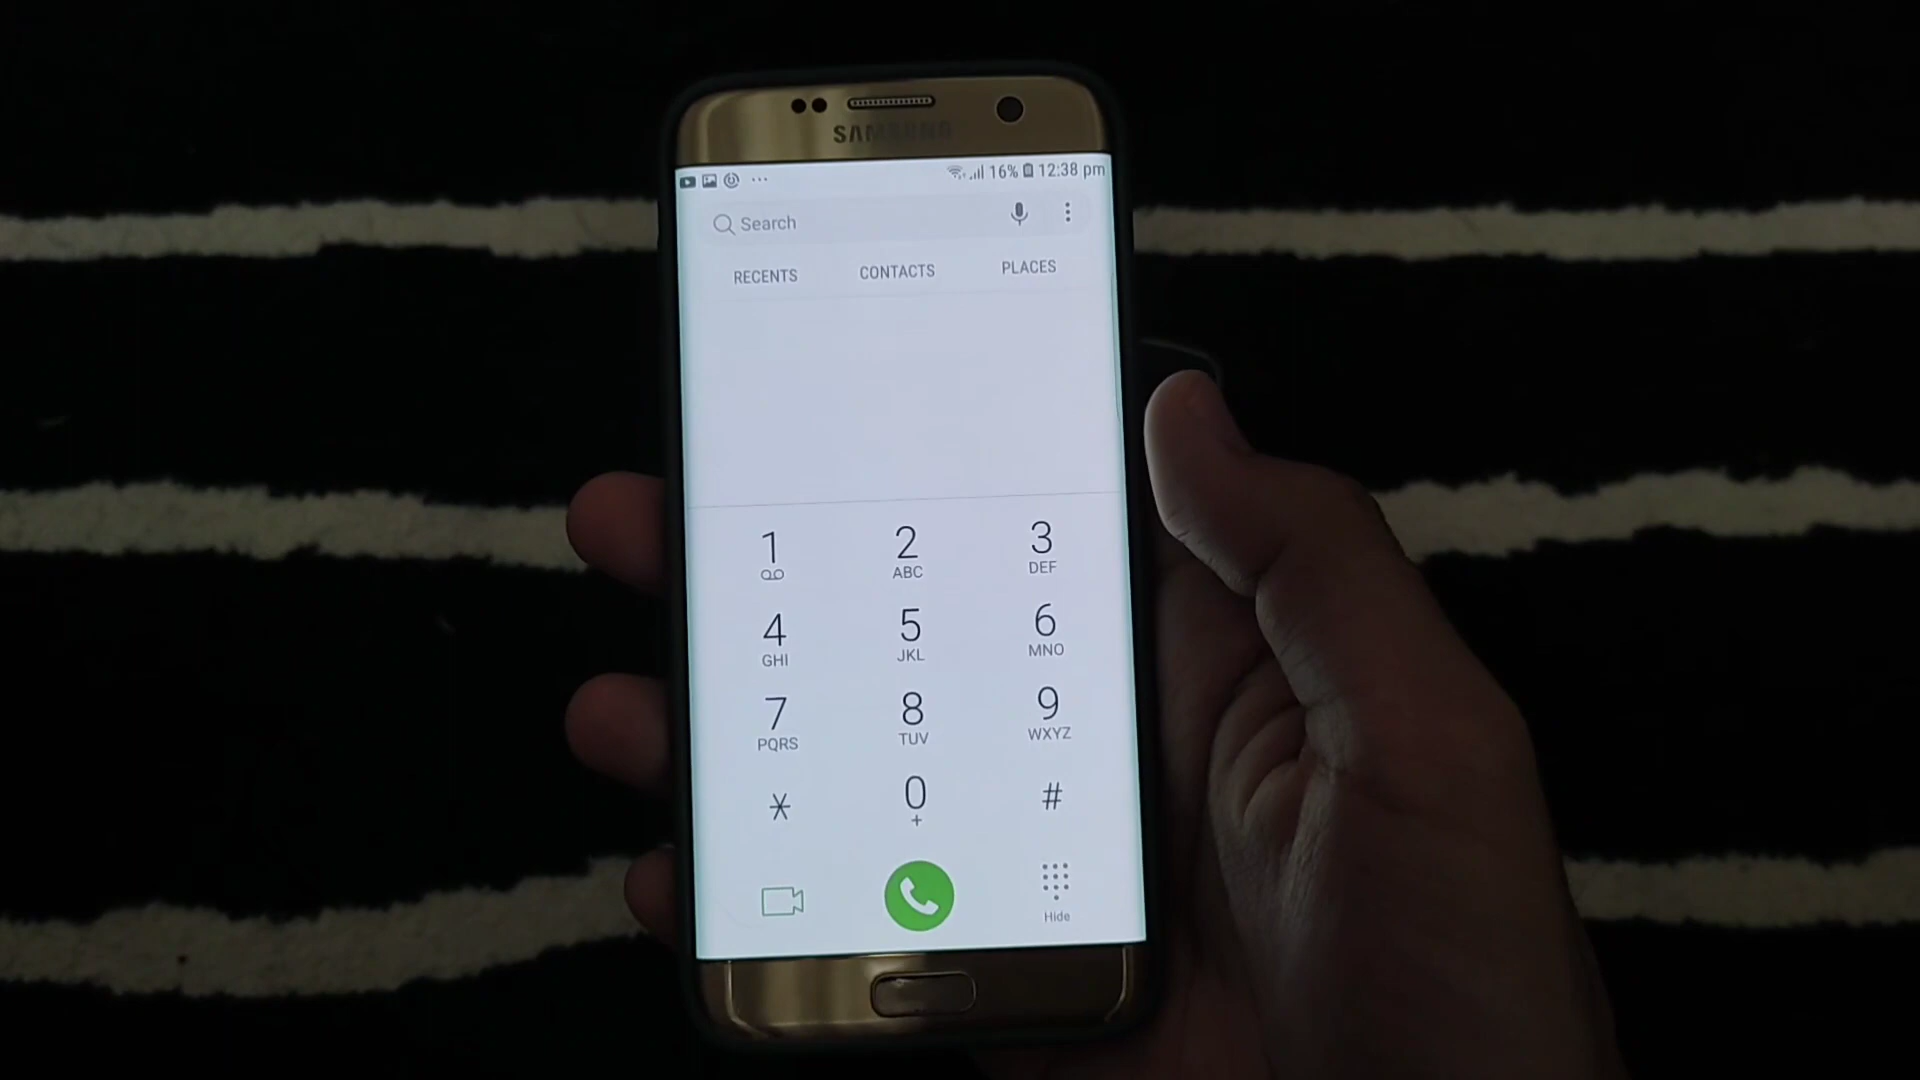 SAMSUNG
16% 12:38 pm
Search
RECENTS CONTACTS PLACES
1 2 3
ABC DEF
4 5 6
GHI JKL MNO
7 8 9
PQRS TUV WXYZ
* 0 #
+
Hide